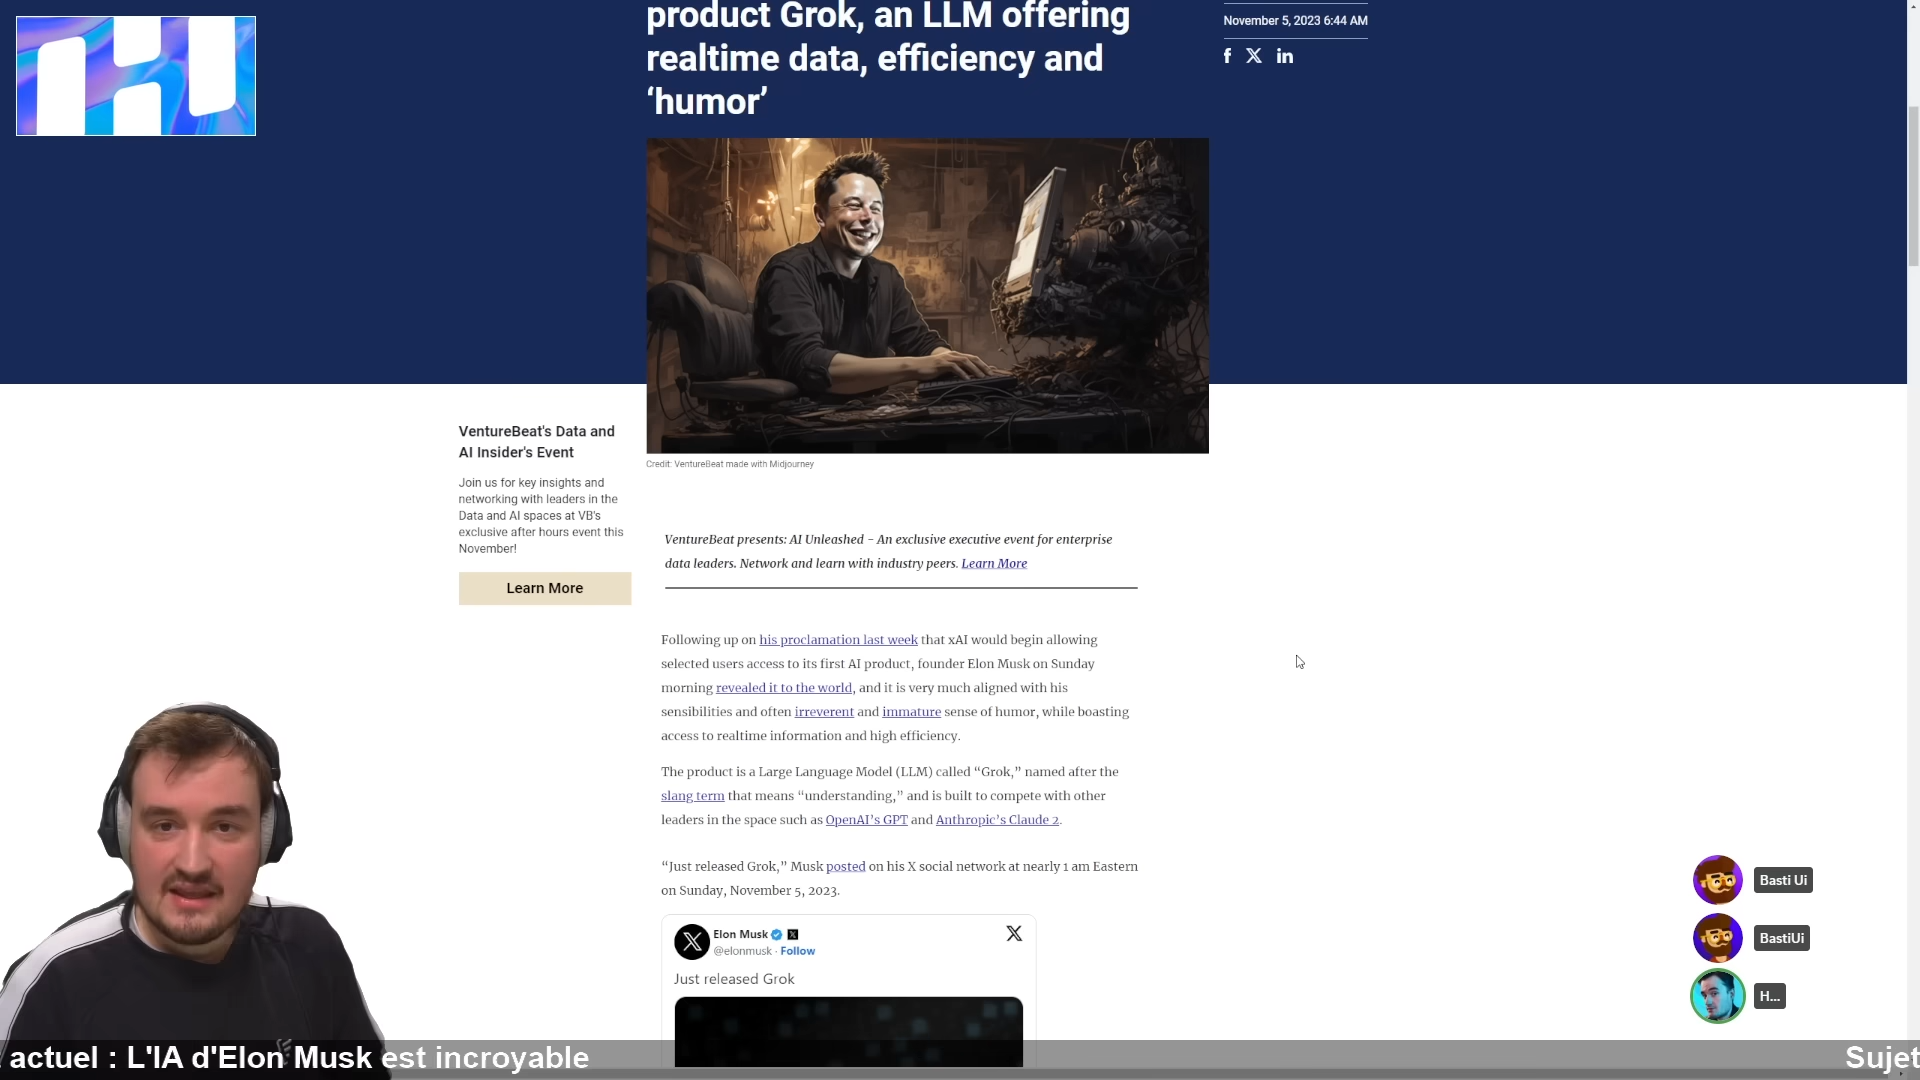 product Grok, an LLM offering
realtime data, efficiency and
‘humor’
November 5, 2023 6:44 AM
Credit: VentureBeat made with Midjourney
VentureBeat's Data and
AI Insider's Event
Join us for key insights and
networking with leaders in the
Data and AI spaces at VB's
exclusive after hours event this
November!
Learn More
VentureBeat presents: AI Unleashed - An exclusive executive event for enterprise
data leaders. Network and learn with industry peers. Learn More
Following up on his proclamation last week that xAI would begin allowing
selected users access to its first AI product, founder Elon Musk on Sunday
morning revealed it to the world, and it is very much aligned with his
sensibilities and often irreverent and immature sense of humor, while boasting
access to realtime information and high efficiency.
The product is a Large Language Model (LLM) called “Grok,” named after the
slang term that means “understanding,” and is built to compete with other
leaders in the space such as OpenAI’s GPT and Anthropic’s Claude 2.
“Just released Grok,” Musk posted on his X social network at nearly 1 am Eastern
on Sunday, November 5, 2023.
Elon Musk
@elonmusk · Follow
Just released Grok
Basti Ui
BastiUi
H...
actuel : L'IA d'Elon Musk est incroyable
Sujet